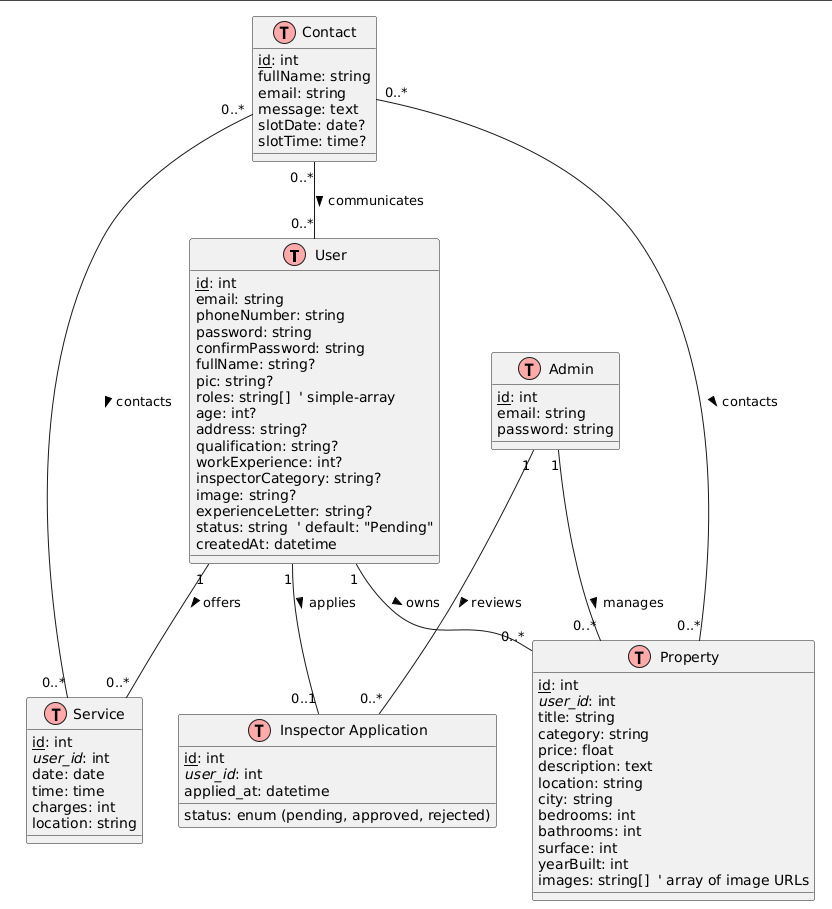 T Contact
id: int
fullName: string
email: string
message: text
slotDate: date?
slotTime: time?
0..*
0..*
0..*
communicates
0..*
T User
id: int
email: string
phoneNumber: string
password: string
confirmPassword: string
fullName: string?
pic: string?
roles: string[]  ' simple-array
age: int?
address: string?
qualification: string?
workExperience: int?
inspectorCategory: string?
image: string?
experienceLetter: string?
status: string  ' default: "Pending"
createdAt: datetime
T Admin
id: int
email: string
password: string
contacts
contacts
1
1
1
1
1
offers
applies
owns
reviews
manages
0..*
0..*
0..1
0..*
0..*
0..*
0..*
T Service
id: int
user_id: int
date: date
time: time
charges: int
location: string
T Inspector Application
id: int
user_id: int
applied_at: datetime
status: enum (pending, approved, rejected)
T Property
id: int
user_id: int
title: string
category: string
price: float
description: text
location: string
city: string
bedrooms: int
bathrooms: int
surface: int
yearBuilt: int
images: string[]  ' array of image URLs